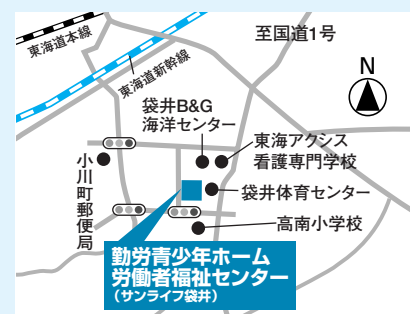 東海道本線
東海道新幹線
至国道1号
N
袋井B&G
海洋センター
東海アクシス
看護専門学校
小川町郵便局
袋井体育センター
高南小学校
勤労青少年ホーム
労働者福祉センター
（サンライフ袋井）